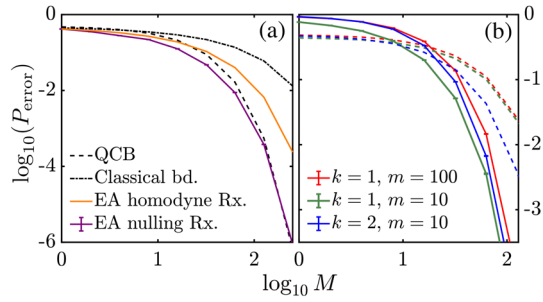 log₁₀(P_error)
0
-2
-4
-6
(a)
QCB
Classical bd.
EA homodyne Rx.
EA nulling Rx.
0
1
2
(b)
0
-1
-2
-3
k = 1, m = 100
k = 1, m = 10
k = 2, m = 10
0
1
2
log₁₀ M